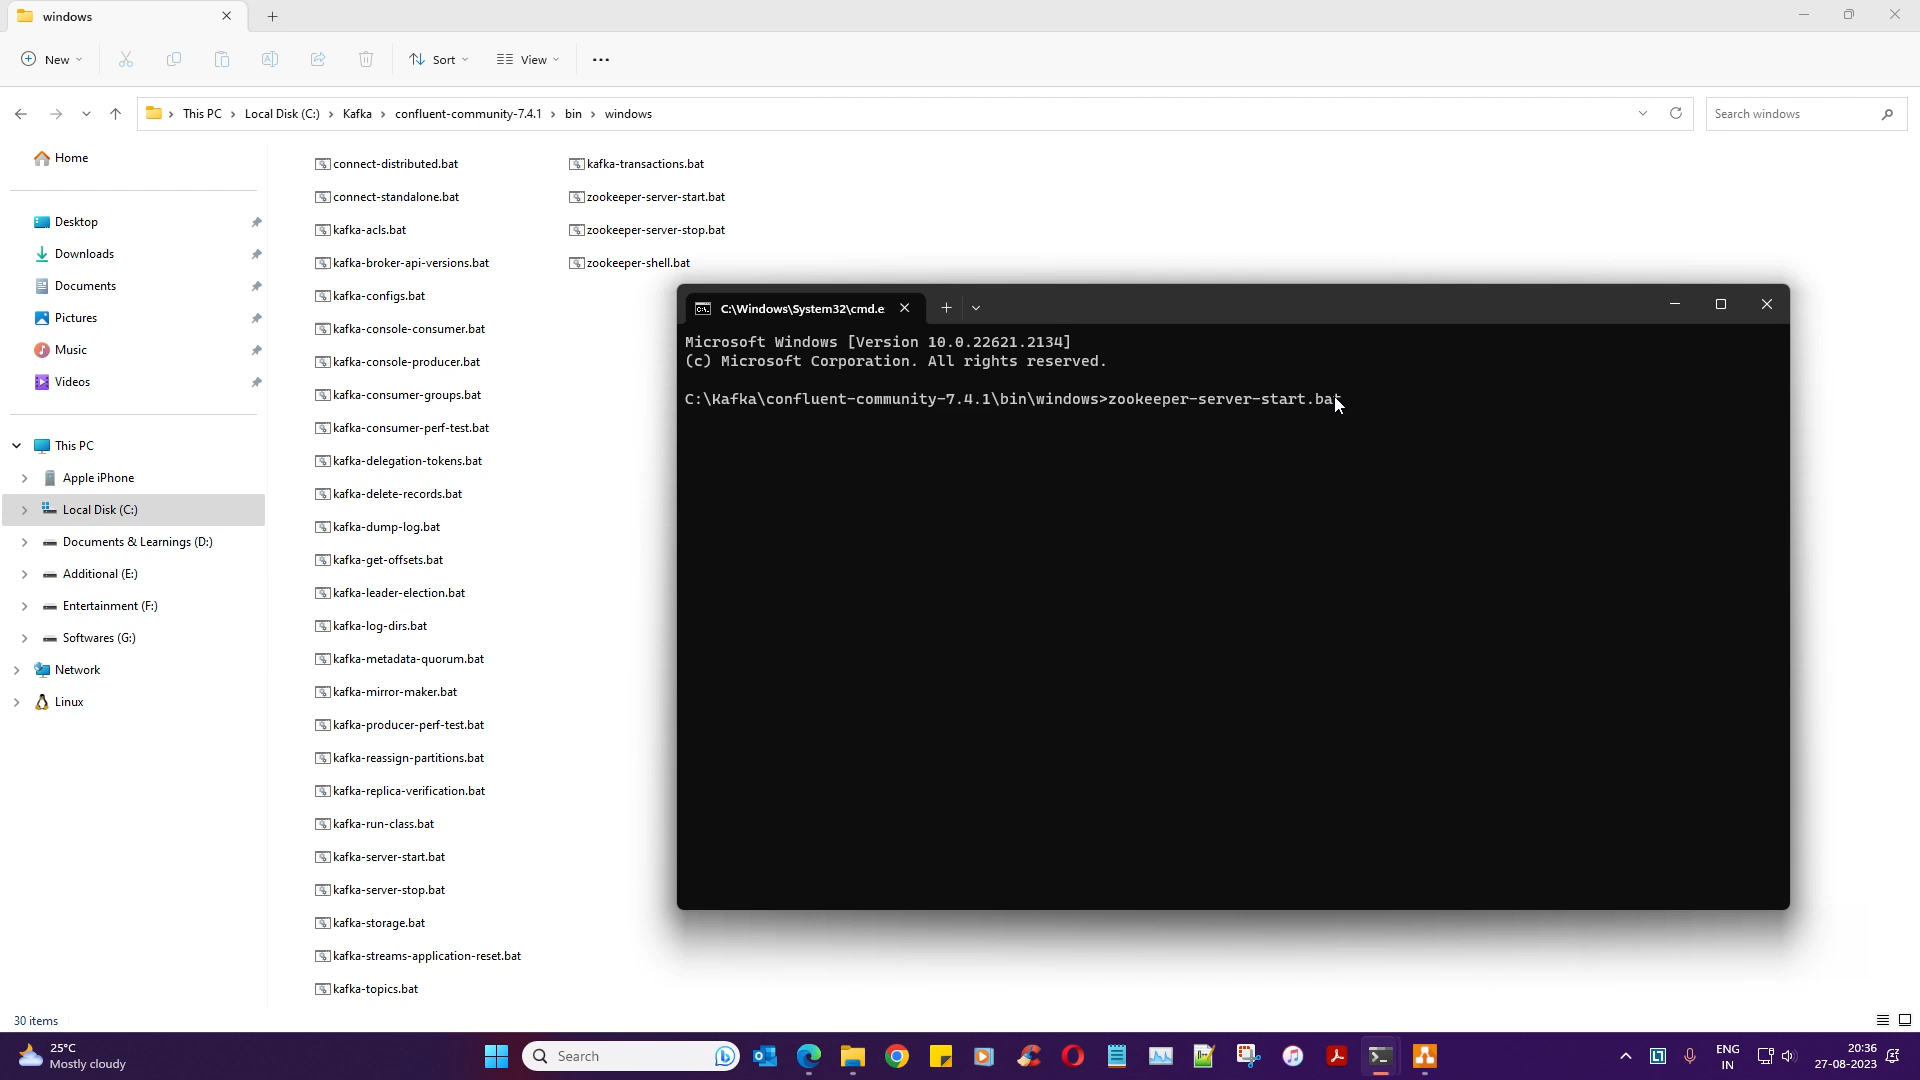 windows
New
Sort
View
This PC
Local Disk (C:)
Kafka
confluent-community-7.4.1
bin
windows
Search windows
Home
Desktop
Downloads
Documents
Pictures
Music
Videos
This PC
Apple iPhone
Local Disk (C:)
Documents & Learnings (D:)
Additional (E:)
Entertainment (F:)
Softwares (G:)
Network
Linux
connect-distributed.bat
connect-standalone.bat
kafka-acls.bat
kafka-broker-api-versions.bat
kafka-configs.bat
kafka-console-consumer.bat
kafka-console-producer.bat
kafka-consumer-groups.bat
kafka-consumer-perf-test.bat
kafka-delegation-tokens.bat
kafka-delete-records.bat
kafka-dump-log.bat
kafka-get-offsets.bat
kafka-leader-election.bat
kafka-log-dirs.bat
kafka-metadata-quorum.bat
kafka-mirror-maker.bat
kafka-producer-perf-test.bat
kafka-reassign-partitions.bat
kafka-replica-verification.bat
kafka-run-class.bat
kafka-server-start.bat
kafka-server-stop.bat
kafka-storage.bat
kafka-streams-application-reset.bat
kafka-topics.bat
kafka-transactions.bat
zookeeper-server-start.bat
zookeeper-server-stop.bat
zookeeper-shell.bat
C:\Windows\System32\cmd.e
Microsoft Windows [Version 10.0.22621.2134]
(c) Microsoft Corporation. All rights reserved.
C:\Kafka\confluent-community-7.4.1\bin\windows>zookeeper-server-start.bat
30 items
25°C
Mostly cloudy
Search
ENG
IN
20:36
27-08-2023